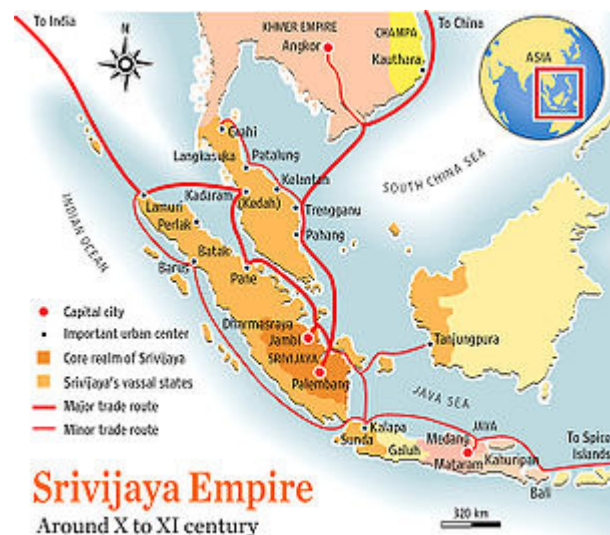 To India
N
KHMER EMPIRE
Angkor
CHAMPA
Kauthara
To China
ASIA
Grahi
Langkasuka
Patalung
Kelantan
Kadaram
(Kedah)
Trengganu
Pahang
SOUTH CHINA SEA
INDIAN OCEAN
Lamuri
Perlak
Batak
Barus
Pane
Dharmasraya
Jambi
SRIVIJAYA
Palembang
Tanjungpura
JAVA SEA
Kalapa
Sunda
Galuh
JAVA
Medang
Mataram
Kahuripan
Bali
To Spice
Islands
Capital city
Important urban center
Core realm of Srivijaya
Srivijaya's vassal states
Major trade route
Minor trade route
Srivijaya Empire
Around X to XI century
320 km